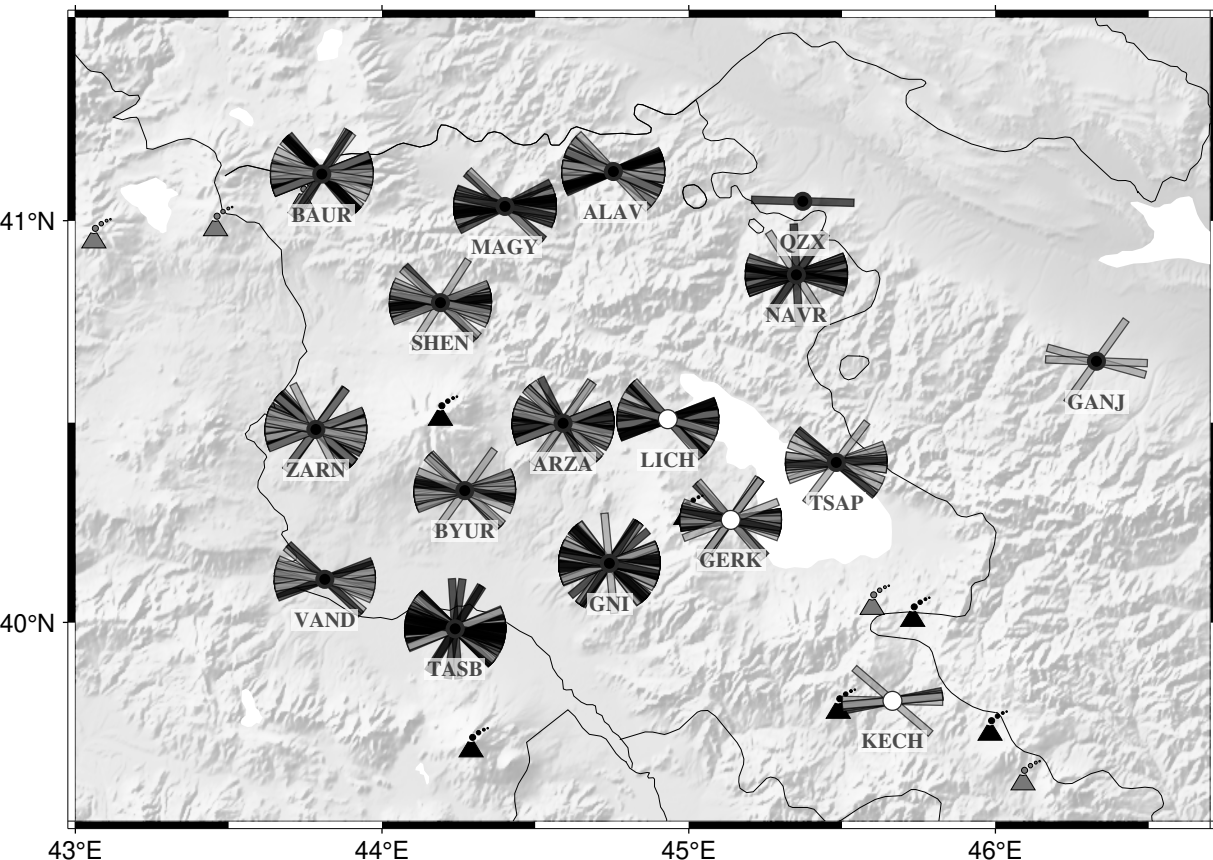 BAUR
ALAV
41°N
QZX
MAGY
NAVR
SHEN
GANJ
ARZA
LICH
ZARN
TSAP
BYUR
GERK
GNI
VAND
40°N
TASB
KECH
43°E
44°E
45°E
46°E